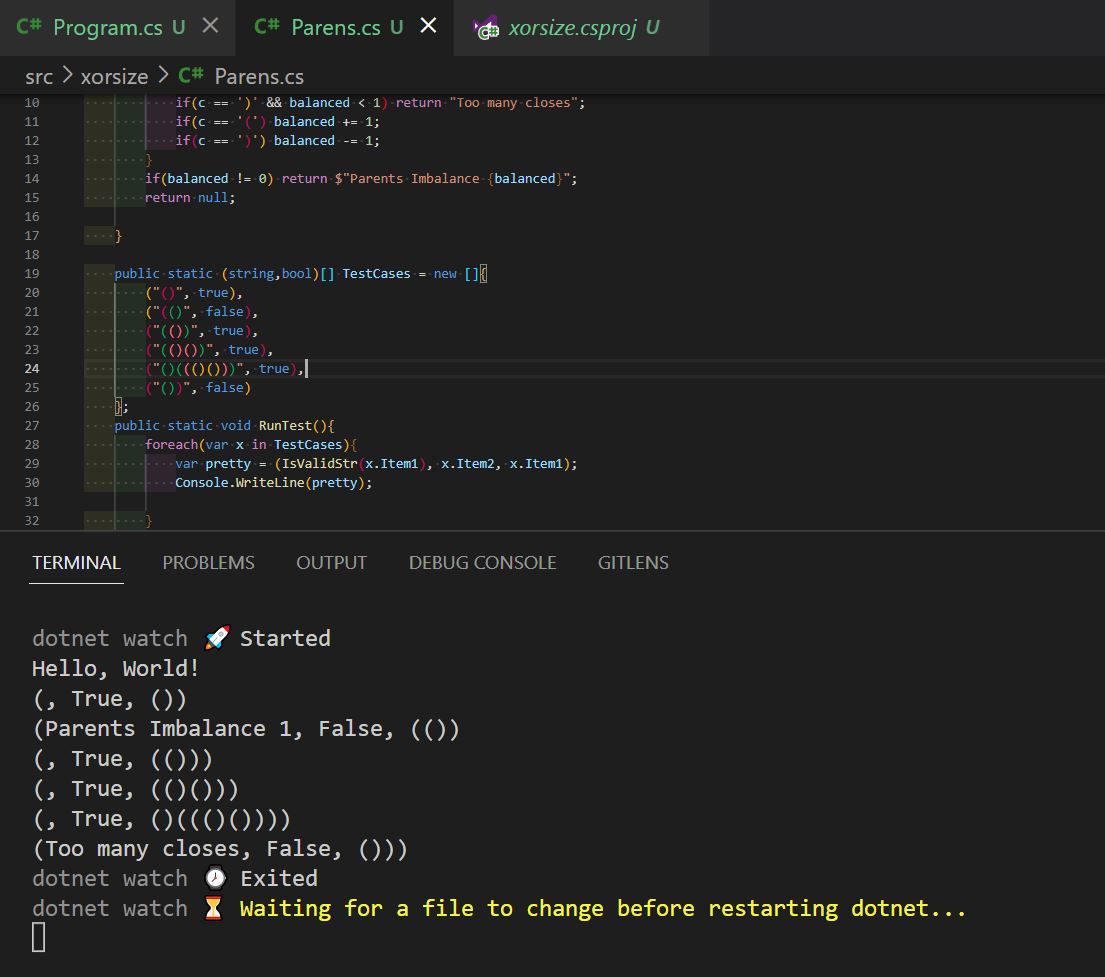 C# Program.cs U ×
C# Parens.cs U ×
xorsize.csproj U
src > xorsize > C# Parens.cs
10 if(c == ')' && balanced < 1) return "Too many closes";
11 if(c == '(') balanced += 1;
12 if(c == ')') balanced -= 1;
13 }
14 if(balanced != 0) return $"Parents Imbalance {balanced}";
15 return null;
16
17 }
18
19 public static (string,bool)[] TestCases = new []{
20 ("()", true),
21 ("(()", false),
22 ("(())", true),
23 ("(()())", true),
24 ("()((()()))", true),
25 ("())", false)
26 };
27 public static void RunTest(){
28 foreach(var x in TestCases){
29 var pretty = (IsValidStr(x.Item1), x.Item2, x.Item1);
30 Console.WriteLine(pretty);
31
32 }
TERMINAL PROBLEMS OUTPUT DEBUG CONSOLE GITLENS
dotnet watch 🚀 Started
Hello, World!
(, True, ())
(Parents Imbalance 1, False, (())
(, True, (()))
(, True, (()()))
(, True, ()((()())))
(Too many closes, False, ()))
dotnet watch ⌚ Exited
dotnet watch ⏳ Waiting for a file to change before restarting dotnet...